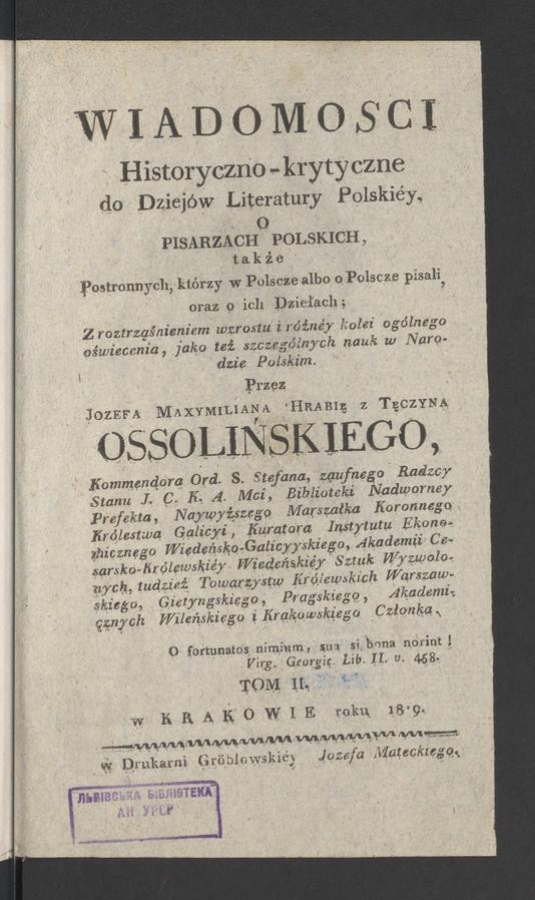 WIADOMOSCI
Historyczno-krytyczne
do Dziejów Literatury Polskiéy,
O
PISARZACH POLSKICH,
także
Postronnych, którzy w Polscze albo o Polscze pisali,
oraz o ich Dziełach;
Z roztrząśnieniem wzrostu i różnéy kolei ogólnego
oświecenia, jako też szczególnych nauk w Naro-
dzie Polskim.
Przez
JOZEFA MAXYMILIANA HRABIĘ Z TĘCZYNA
OSSOLIŃSKIEGO,
Kommendora Ord. S. Stefana, zaufnego Radzcy
Stanu J. C. K. A. Mci, Biblioteki Nadworney
Prefekta, Naywyższego Marszałka Koronnego
Królestwa Galicyi, Kuratora Instytutu Ekono-
micznego Wiedeńsko-Galicyyskiego, Akademii Ce-
sarsko-Królewskiéy Wiedeńskiéy Sztuk Wyzwolo-
nych, tudzież Towarzystw Królewskich Warszaw-
skiego, Gietyngskiego, Pragskiego, Akademi-
cznych Wileńskiego i Krakowskiego Członka.
O fortunatos nimium, sua si bona norint!
Virg. Georgic Lib. II. v. 458.
TOM II.
w KRAKOWIE roku 1819.
w Drukarni Gröblowskiéy Jozefa Mateckiego.
ЛЬВІВСЬКА БІБЛІОТЕКА
АН УРСР